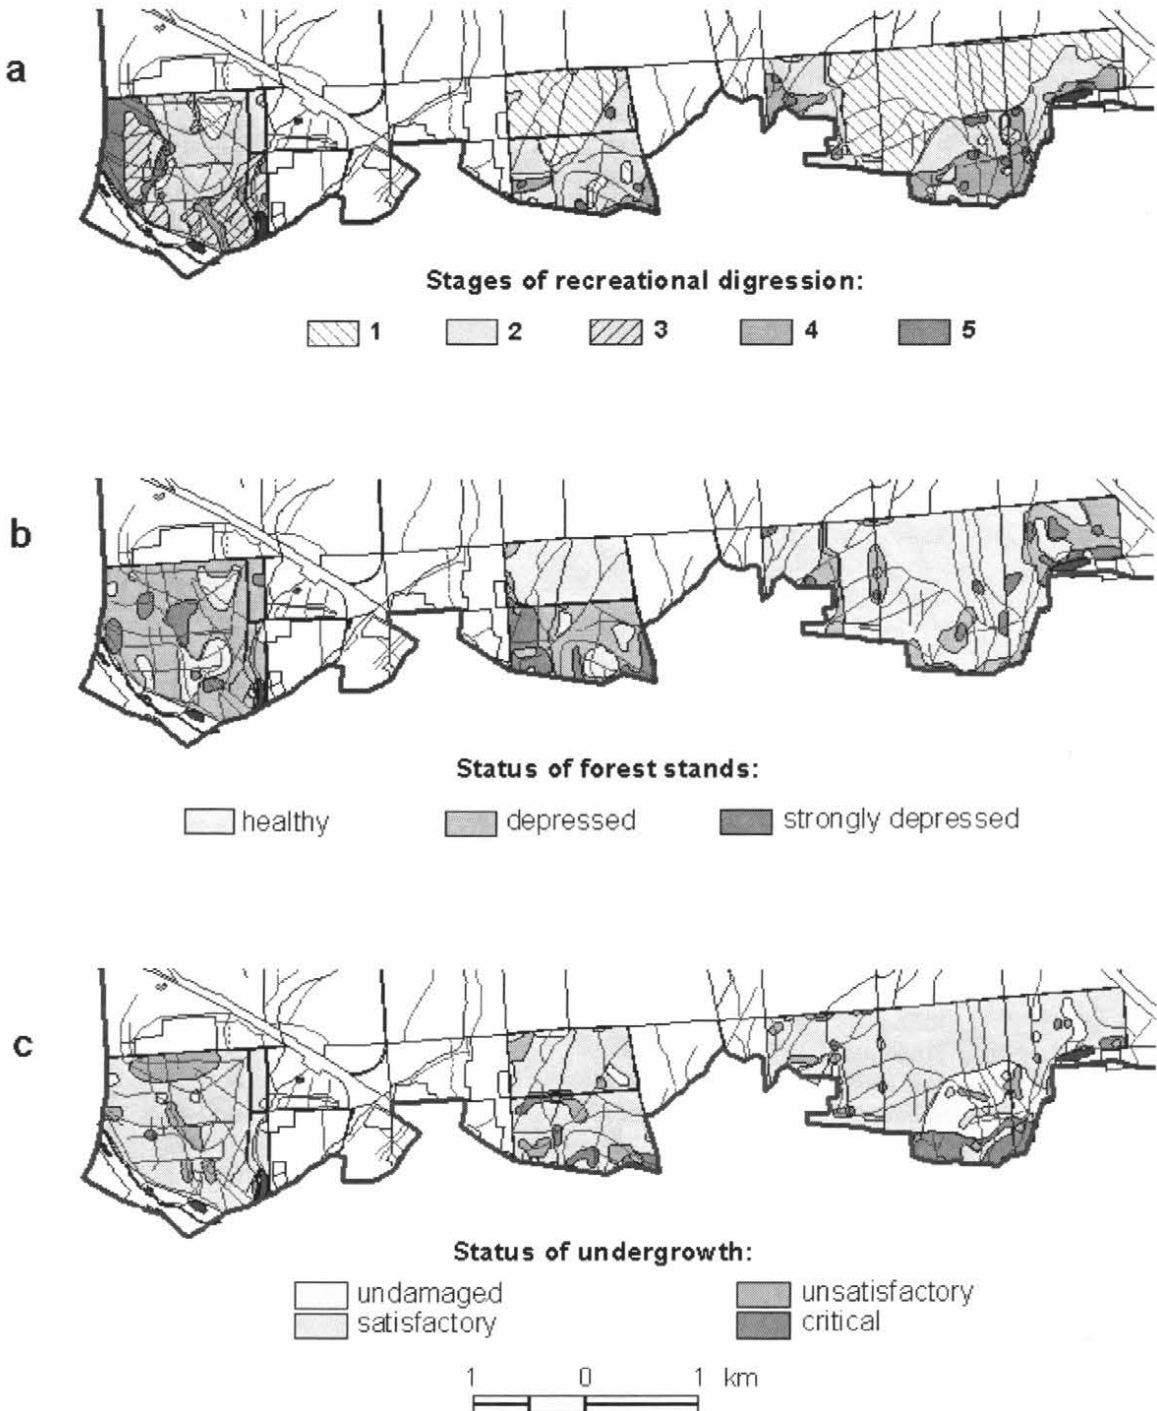 a
Stages of recreational digression:
1 2 3 4 5
b
Status of forest stands:
healthy depressed strongly depressed
c
Status of undergrowth:
undamaged unsatisfactory
satisfactory critical
1 0 1 km